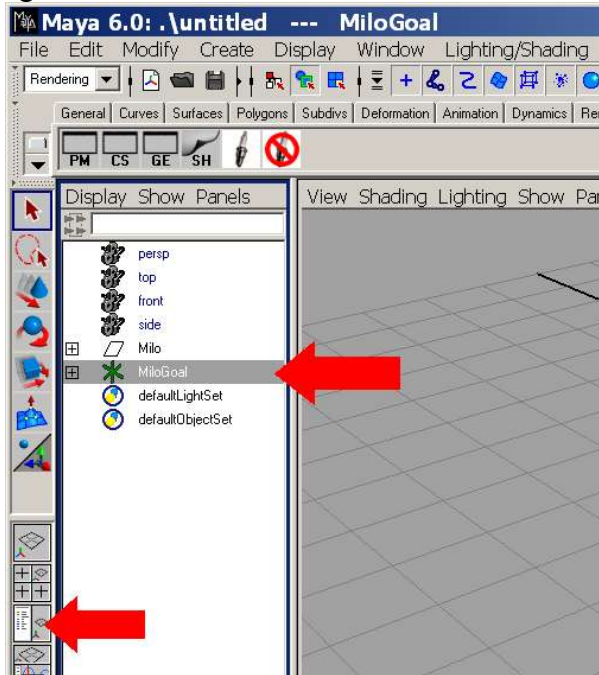 Maya 6.0: .\untitled --- MiloGoal
File Edit Modify Create Display Window Lighting/Shading
Rendering
General Curves Surfaces Polygons Subdivs Deformation Animation Dynamics
PM CS GE SH
Display Show Panels
View Shading Lighting Show
persp
top
front
side
Milo
MiloGoal
defaultLightSet
defaultObjectSet